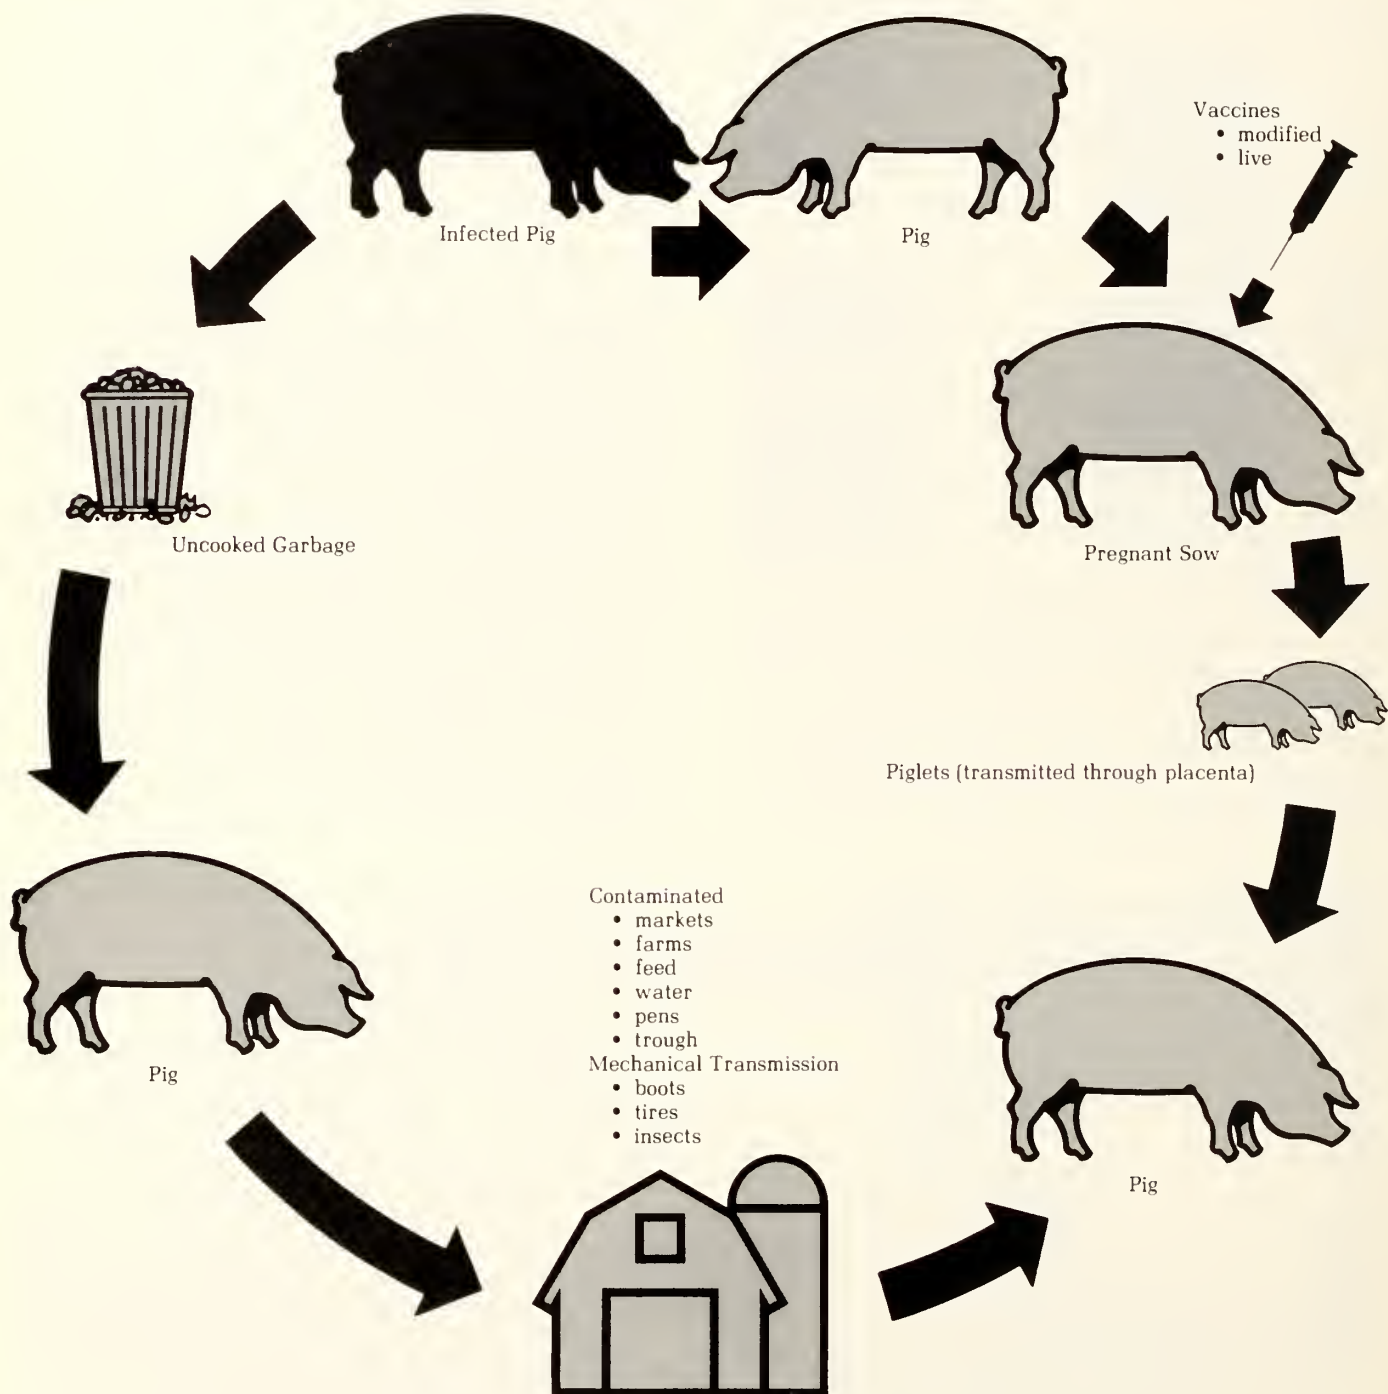 Vaccines
• modified
• live
Infected Pig
Pig
Uncooked Garbage
Pregnant Sow
Piglets (transmitted through placenta)
Contaminated
• markets
• farms
• feed
• water
• pens
• trough
Mechanical Transmission
• boots
• tires
• insects
Pig
Pig